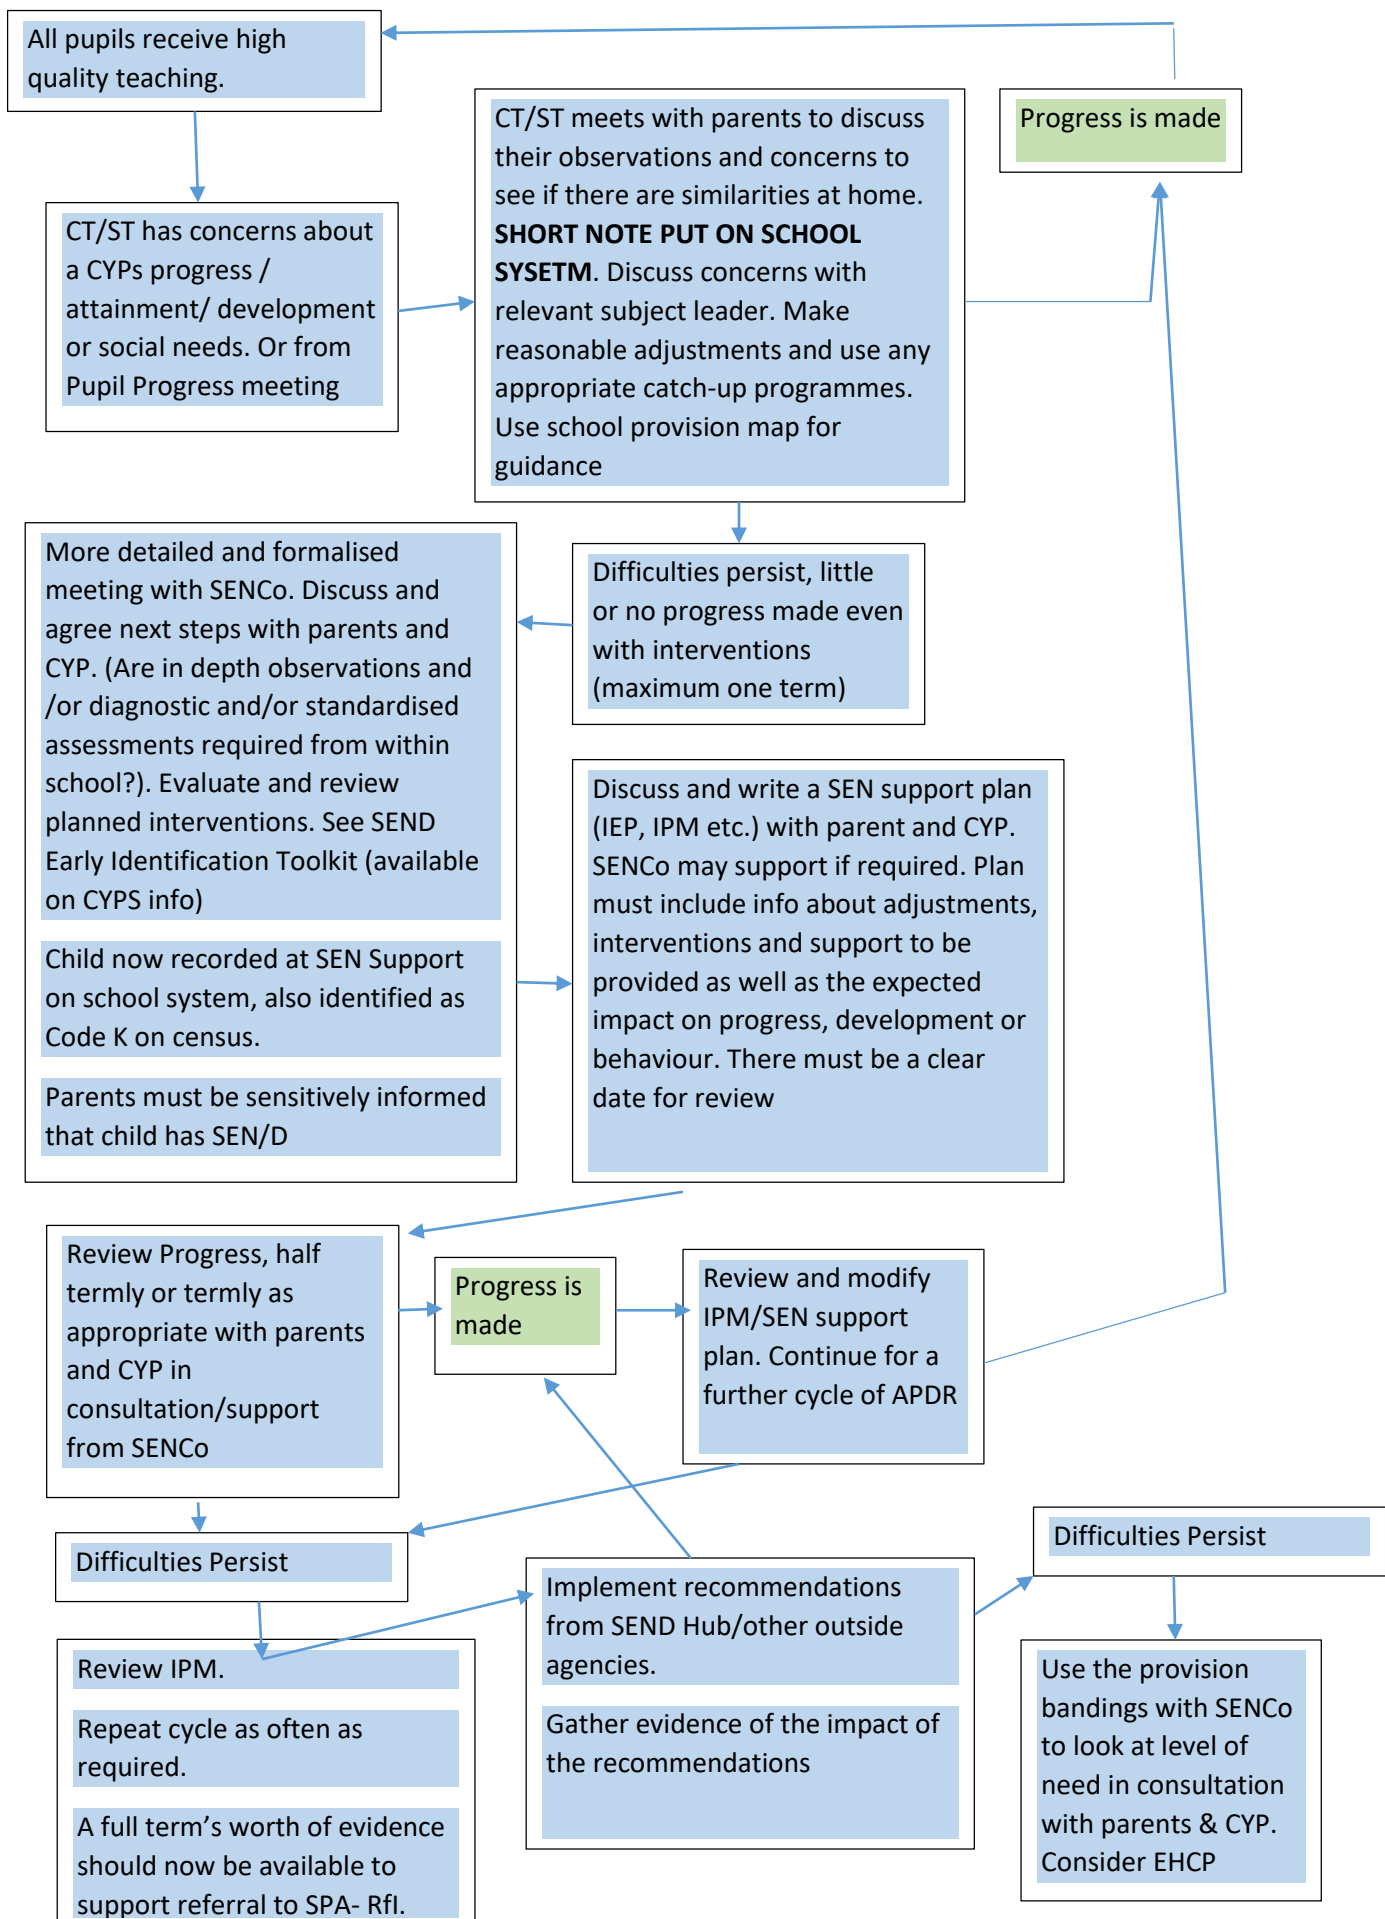 All pupils receive high
quality teaching.
Progress is made
CT/ST has concerns about
a CYPs progress /
attainment/ development
or social needs. Or from
Pupil Progress meeting
CT/ST meets with parents to discuss
their observations and concerns to
see if there are similarities at home.
SHORT NOTE PUT ON SCHOOL
SYSETM. Discuss concerns with
relevant subject leader. Make
reasonable adjustments and use any
appropriate catch-up programmes.
Use school provision map for
guidance
Difficulties persist, little
or no progress made even
with interventions
(maximum one term)
More detailed and formalised
meeting with SENCo. Discuss and
agree next steps with parents and
CYP. (Are in depth observations and
/or diagnostic and/or standardised
assessments required from within
school?). Evaluate and review
planned interventions. See SEND
Early Identification Toolkit (available
on CYPS info)
Child now recorded at SEN Support
on school system, also identified as
Code K on census.
Parents must be sensitively informed
that child has SEN/D
Discuss and write a SEN support plan
(IEP, IPM etc.) with parent and CYP.
SENCo may support if required. Plan
must include info about adjustments,
interventions and support to be
provided as well as the expected
impact on progress, development or
behaviour. There must be a clear
date for review
Review Progress, half
termly or termly as
appropriate with parents
and CYP in
consultation/support
from SENCo
Progress is
made
Review and modify
IPM/SEN support
plan. Continue for a
further cycle of APDR
Difficulties Persist
Review IPM.
Repeat cycle as often as
required.
A full term’s worth of evidence
should now be available to
support referral to SPA- RfI.
Implement recommendations
from SEND Hub/other outside
agencies.
Gather evidence of the impact of
the recommendations
Difficulties Persist
Use the provision
bandings with SENCo
to look at level of
need in consultation
with parents & CYP.
Consider EHCP